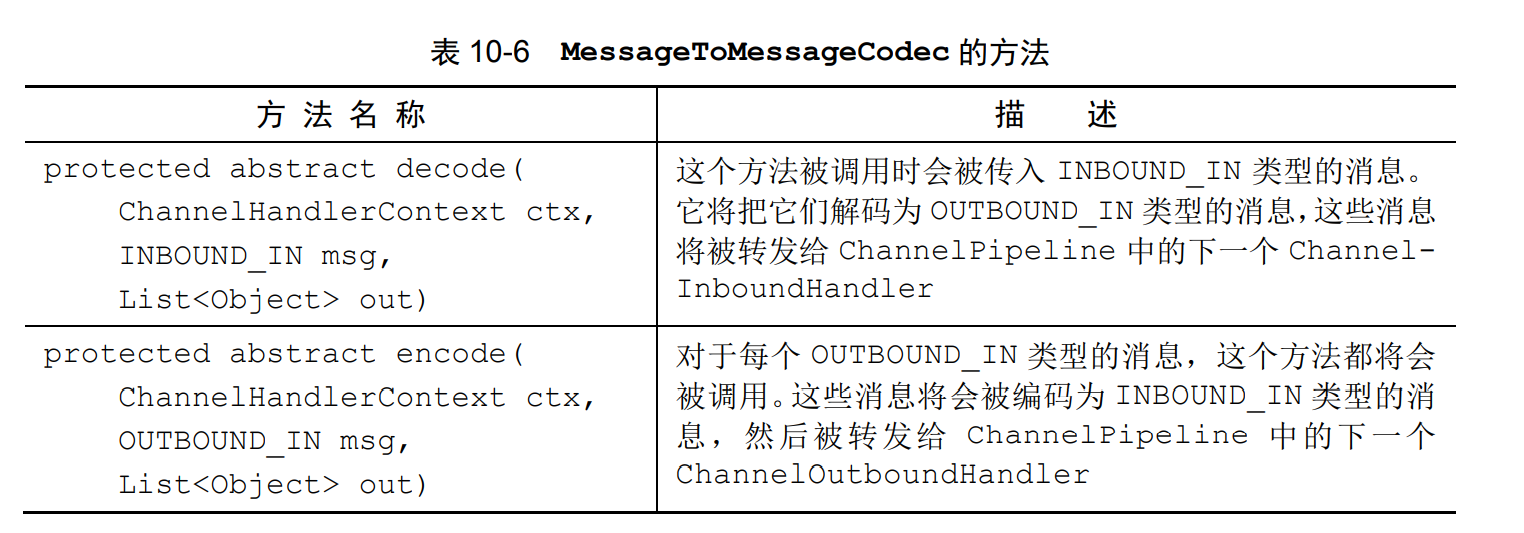 表 10-6 MessageToMessageCodec 的方法
方 法 名 称
描 述
protected abstract decode(
ChannelHandlerContext ctx,
INBOUND_IN msg,
List<Object> out)
这个方法被调用时会被传入 INBOUND_IN 类型的消息。
它将把它们解码为 OUTBOUND_IN 类型的消息，这些消息
将被转发给 ChannelPipeline 中的下一个 Channel-
InboundHandler
protected abstract encode(
ChannelHandlerContext ctx,
OUTBOUND_IN msg,
List<Object> out)
对于每个 OUTBOUND_IN 类型的消息，这个方法都将会
被调用。这些消息将会被编码为 INBOUND_IN 类型的消
息，然后被转发给 ChannelPipeline 中的下一个
ChannelOutboundHandler